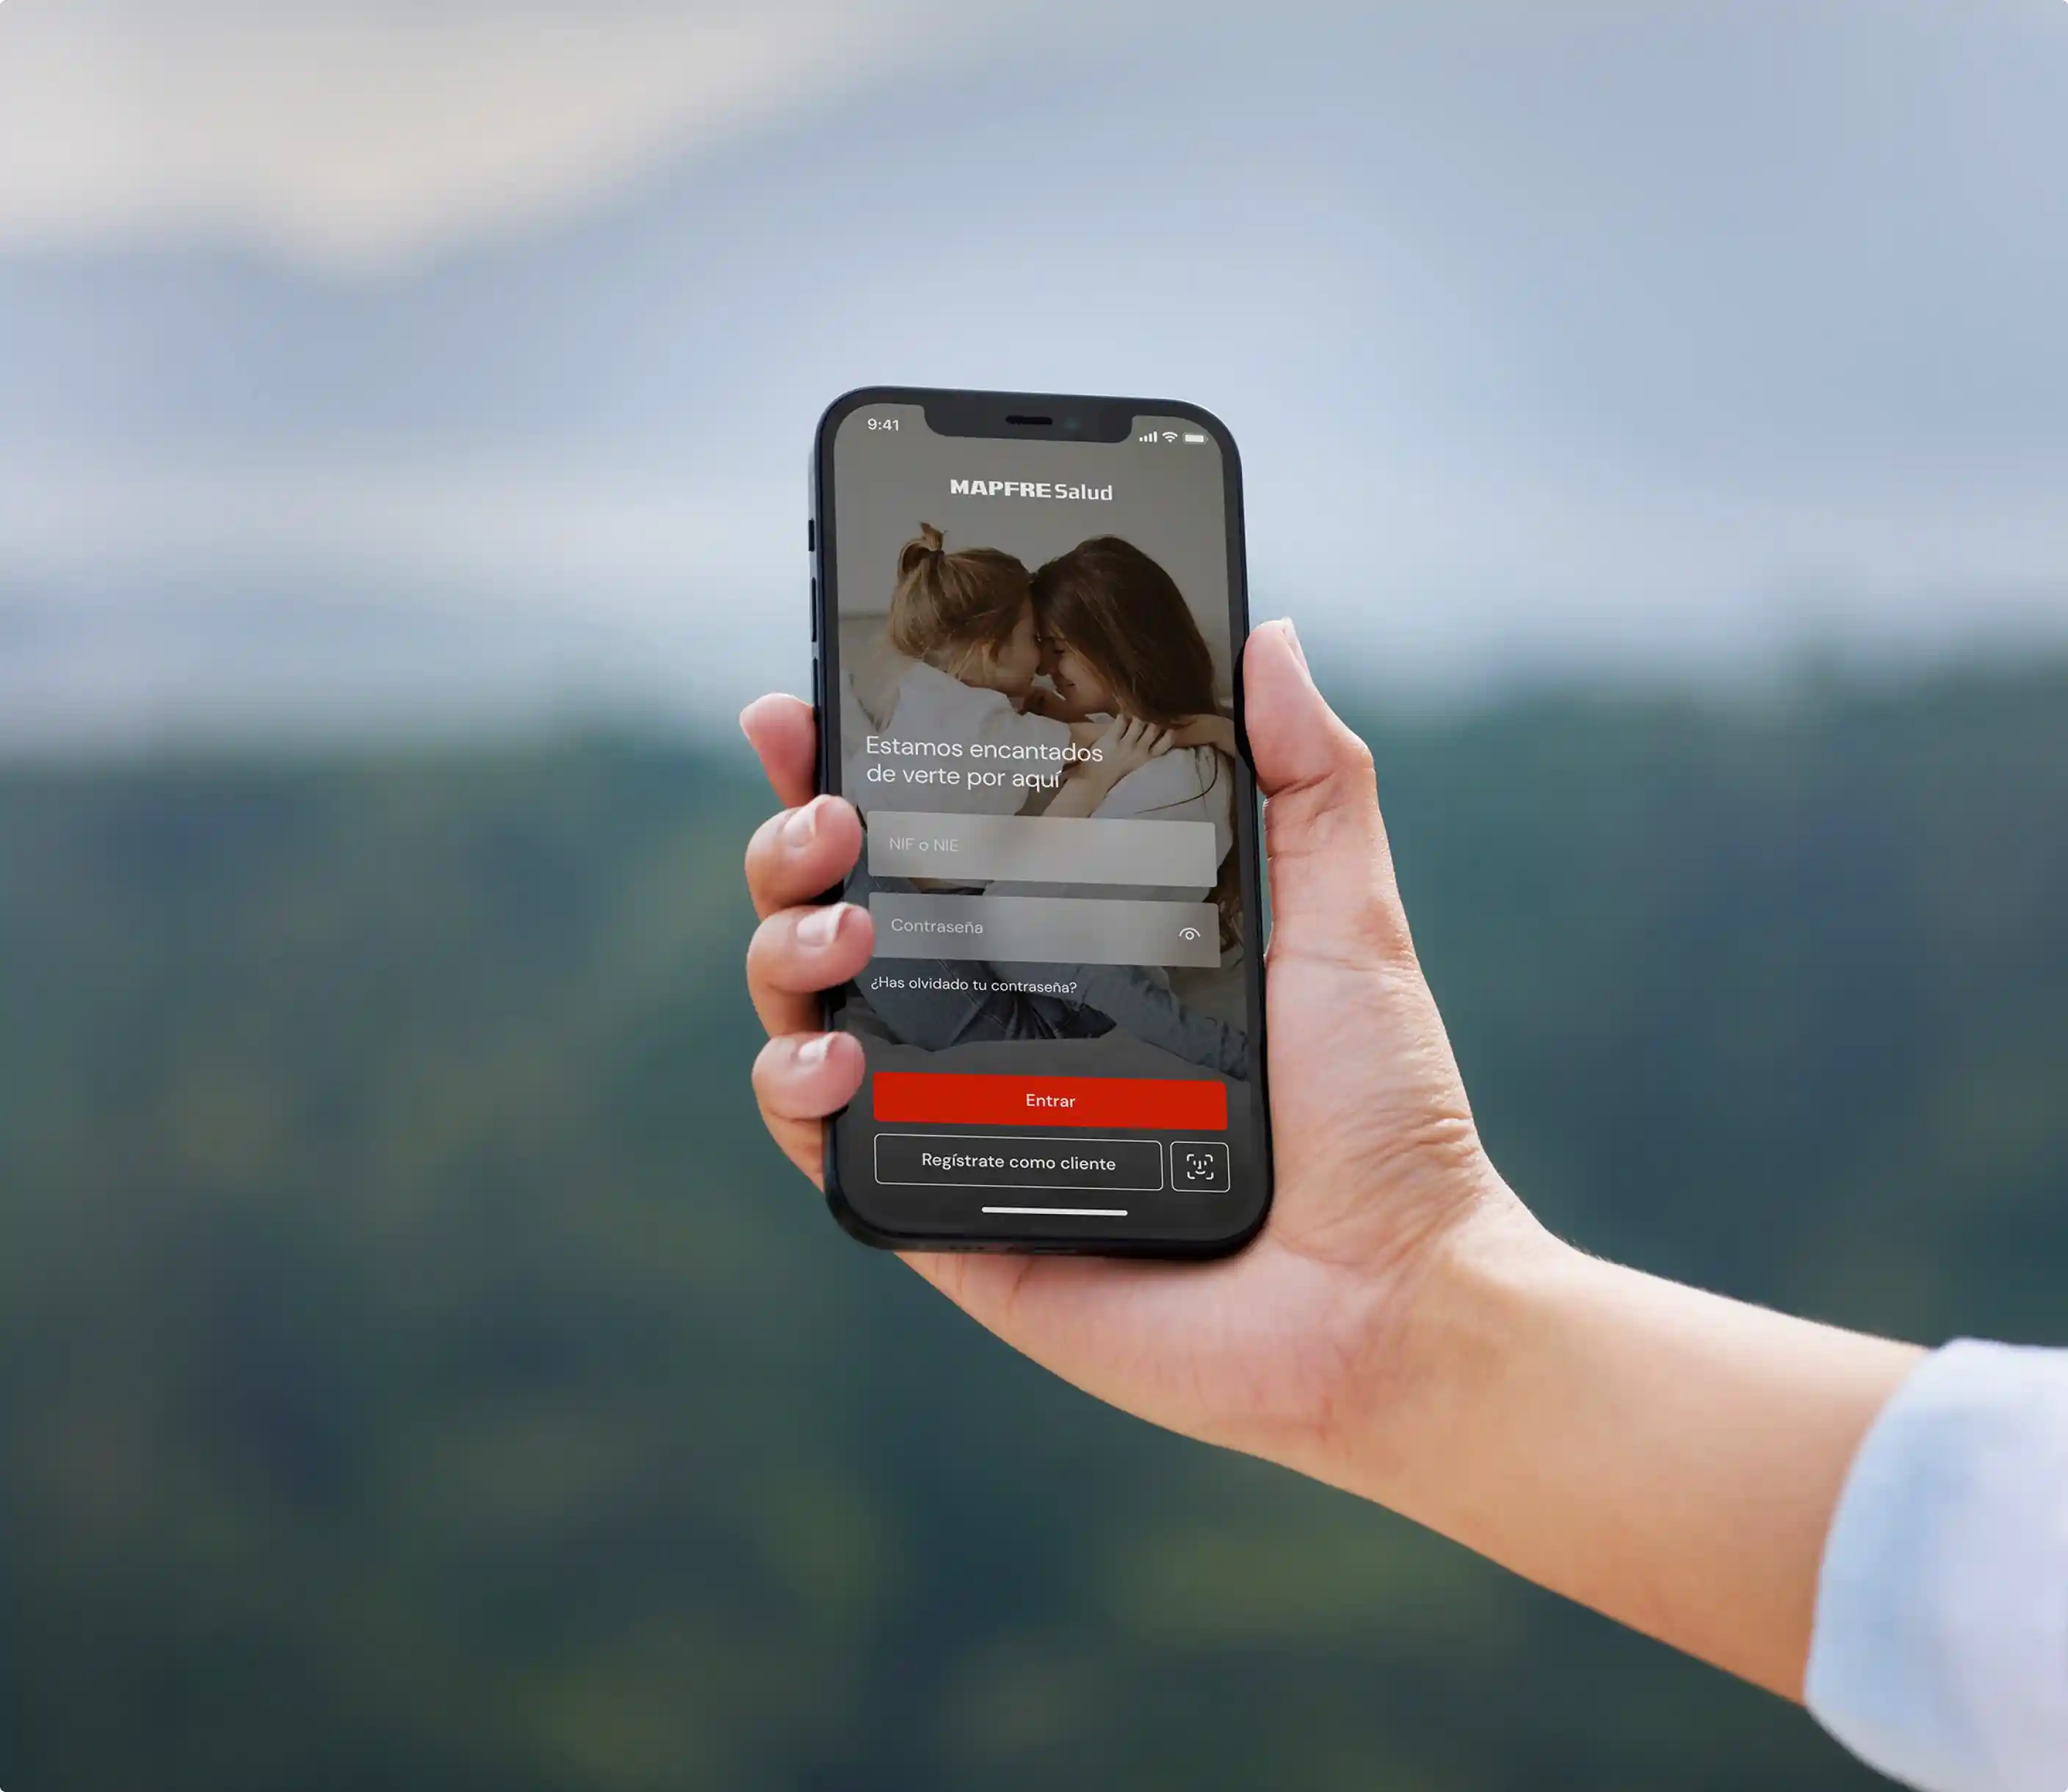 9:41
MAPFRE Salud
Estamos encantados
de verte por aquí
NIF o NIE
Contraseña
¿Has olvidado tu contraseña?
Entrar
Regístrate como cliente